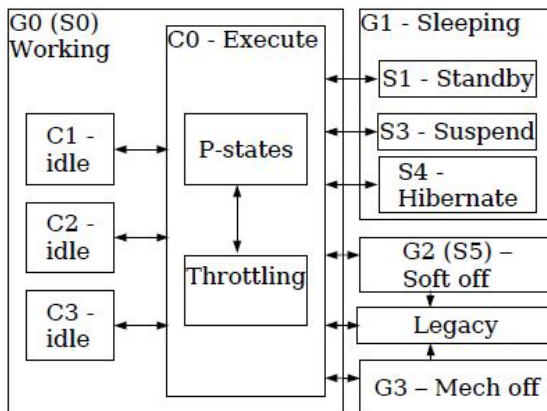 G0 (S0)
Working
C0 - Execute
G1 - Sleeping
C1 -
idle
C2 -
idle
C3 -
idle
P-states
Throttling
S1 - Standby
S3 - Suspend
S4 -
Hibernate
G2 (S5) –
Soft off
Legacy
G3 – Mech off